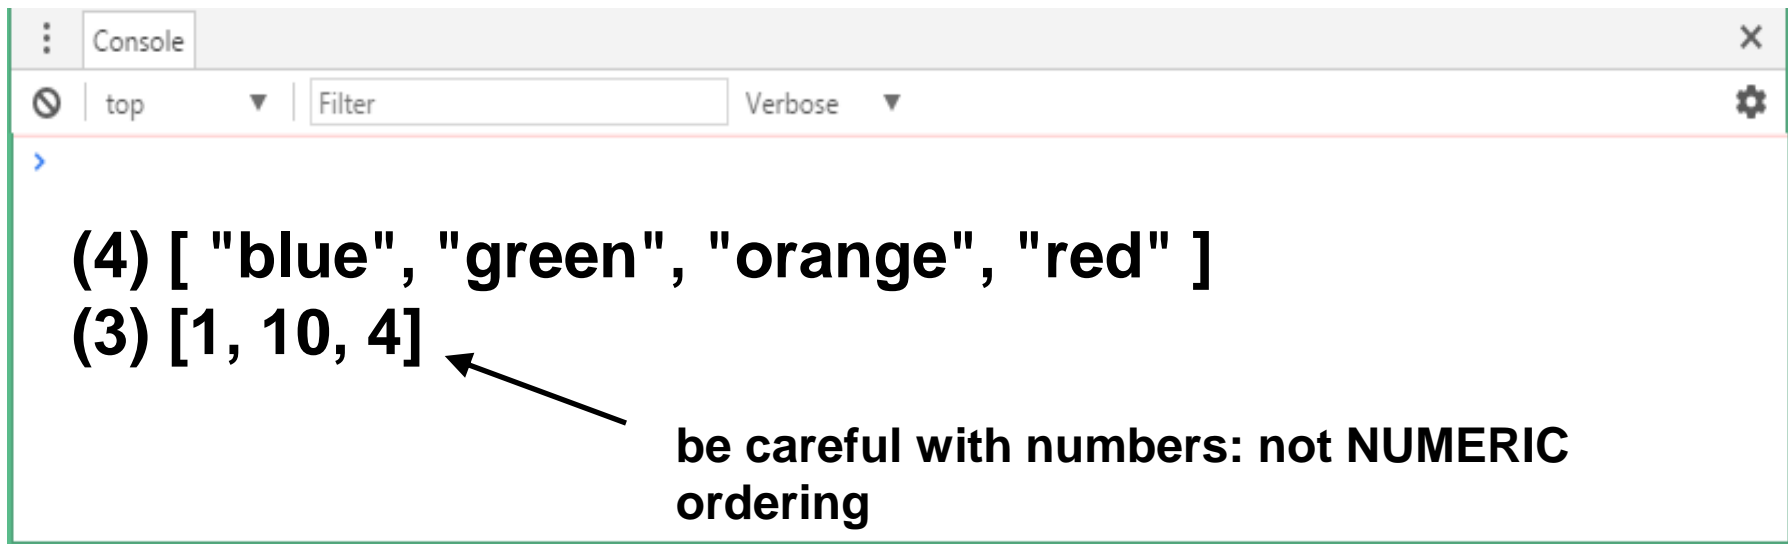 Console
top Filter Verbose
(4) [ "blue", "green", "orange", "red" ]
(3) [1, 10, 4]
be careful with numbers: not NUMERIC
ordering